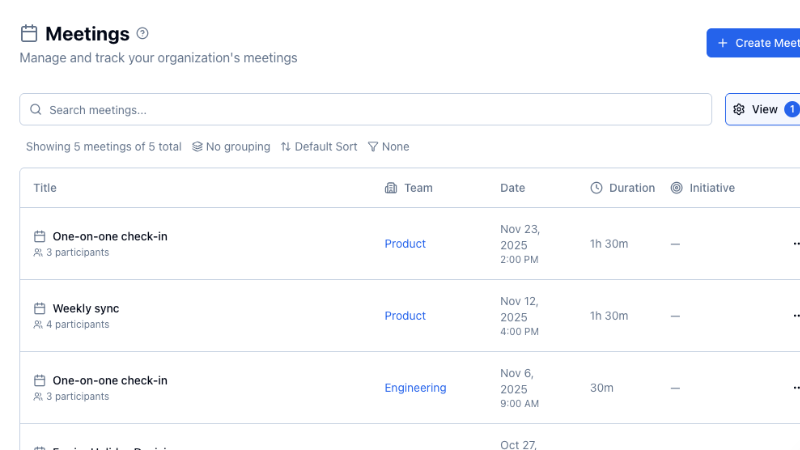 Meetings
Manage and track your organization's meetings
+ Create Meet
Search meetings...
View 1
Showing 5 meetings of 5 total No grouping Default Sort None
Title Team Date Duration Initiative
One-on-one check-in
3 participants
Product
Nov 23,
2025
2:00 PM
1h 30m
—
Weekly sync
4 participants
Product
Nov 12,
2025
4:00 PM
1h 30m
—
One-on-one check-in
3 participants
Engineering
Nov 6,
2025
9:00 AM
30m
—
Oct 27,